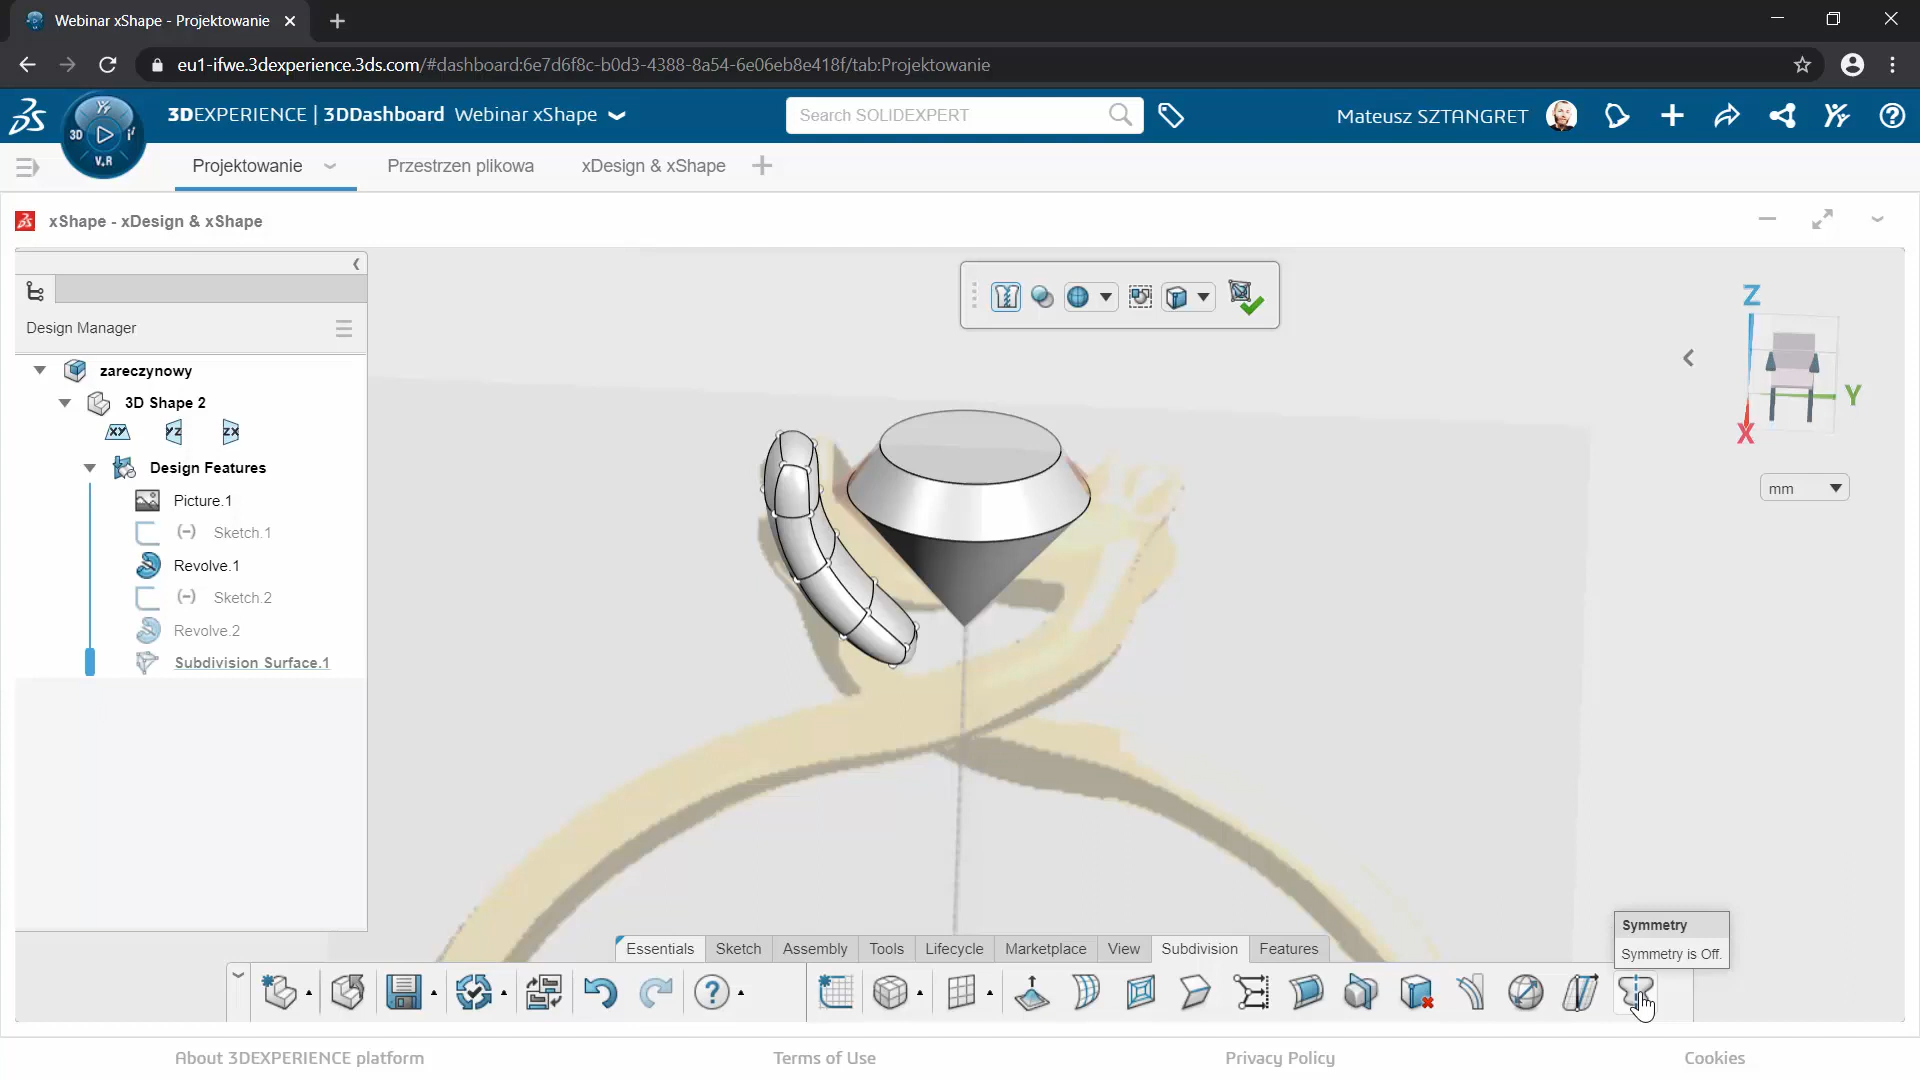 Webinar xShape - Projektowanie
eu1-ifwe.3dexperience.3ds.com/#dashboard:6e7d6f8c-b0d3-4388-8a54-6e06eb8e418f/tab:Projektowanie
3D
V.R
3DEXPERIENCE | 3DDashboard Webinar xShape
Search SOLIDEXPERT
Mateusz SZTANGRET
Projektowanie
Przestrzen plikowa
xDesign & xShape
xShape - xDesign & xShape
Design Manager
zareczynowy
3D Shape 2
XY
YZ
ZX
Design Features
Picture.1
(-) Sketch.1
Revolve.1
(-) Sketch.2
Revolve.2
Subdivision Surface.1
Z
Y
X
mm
Symmetry
Symmetry is Off.
Essentials
Sketch
Assembly
Tools
Lifecycle
Marketplace
View
Subdivision
Features
About 3DEXPERIENCE platform
Terms of Use
Privacy Policy
Cookies